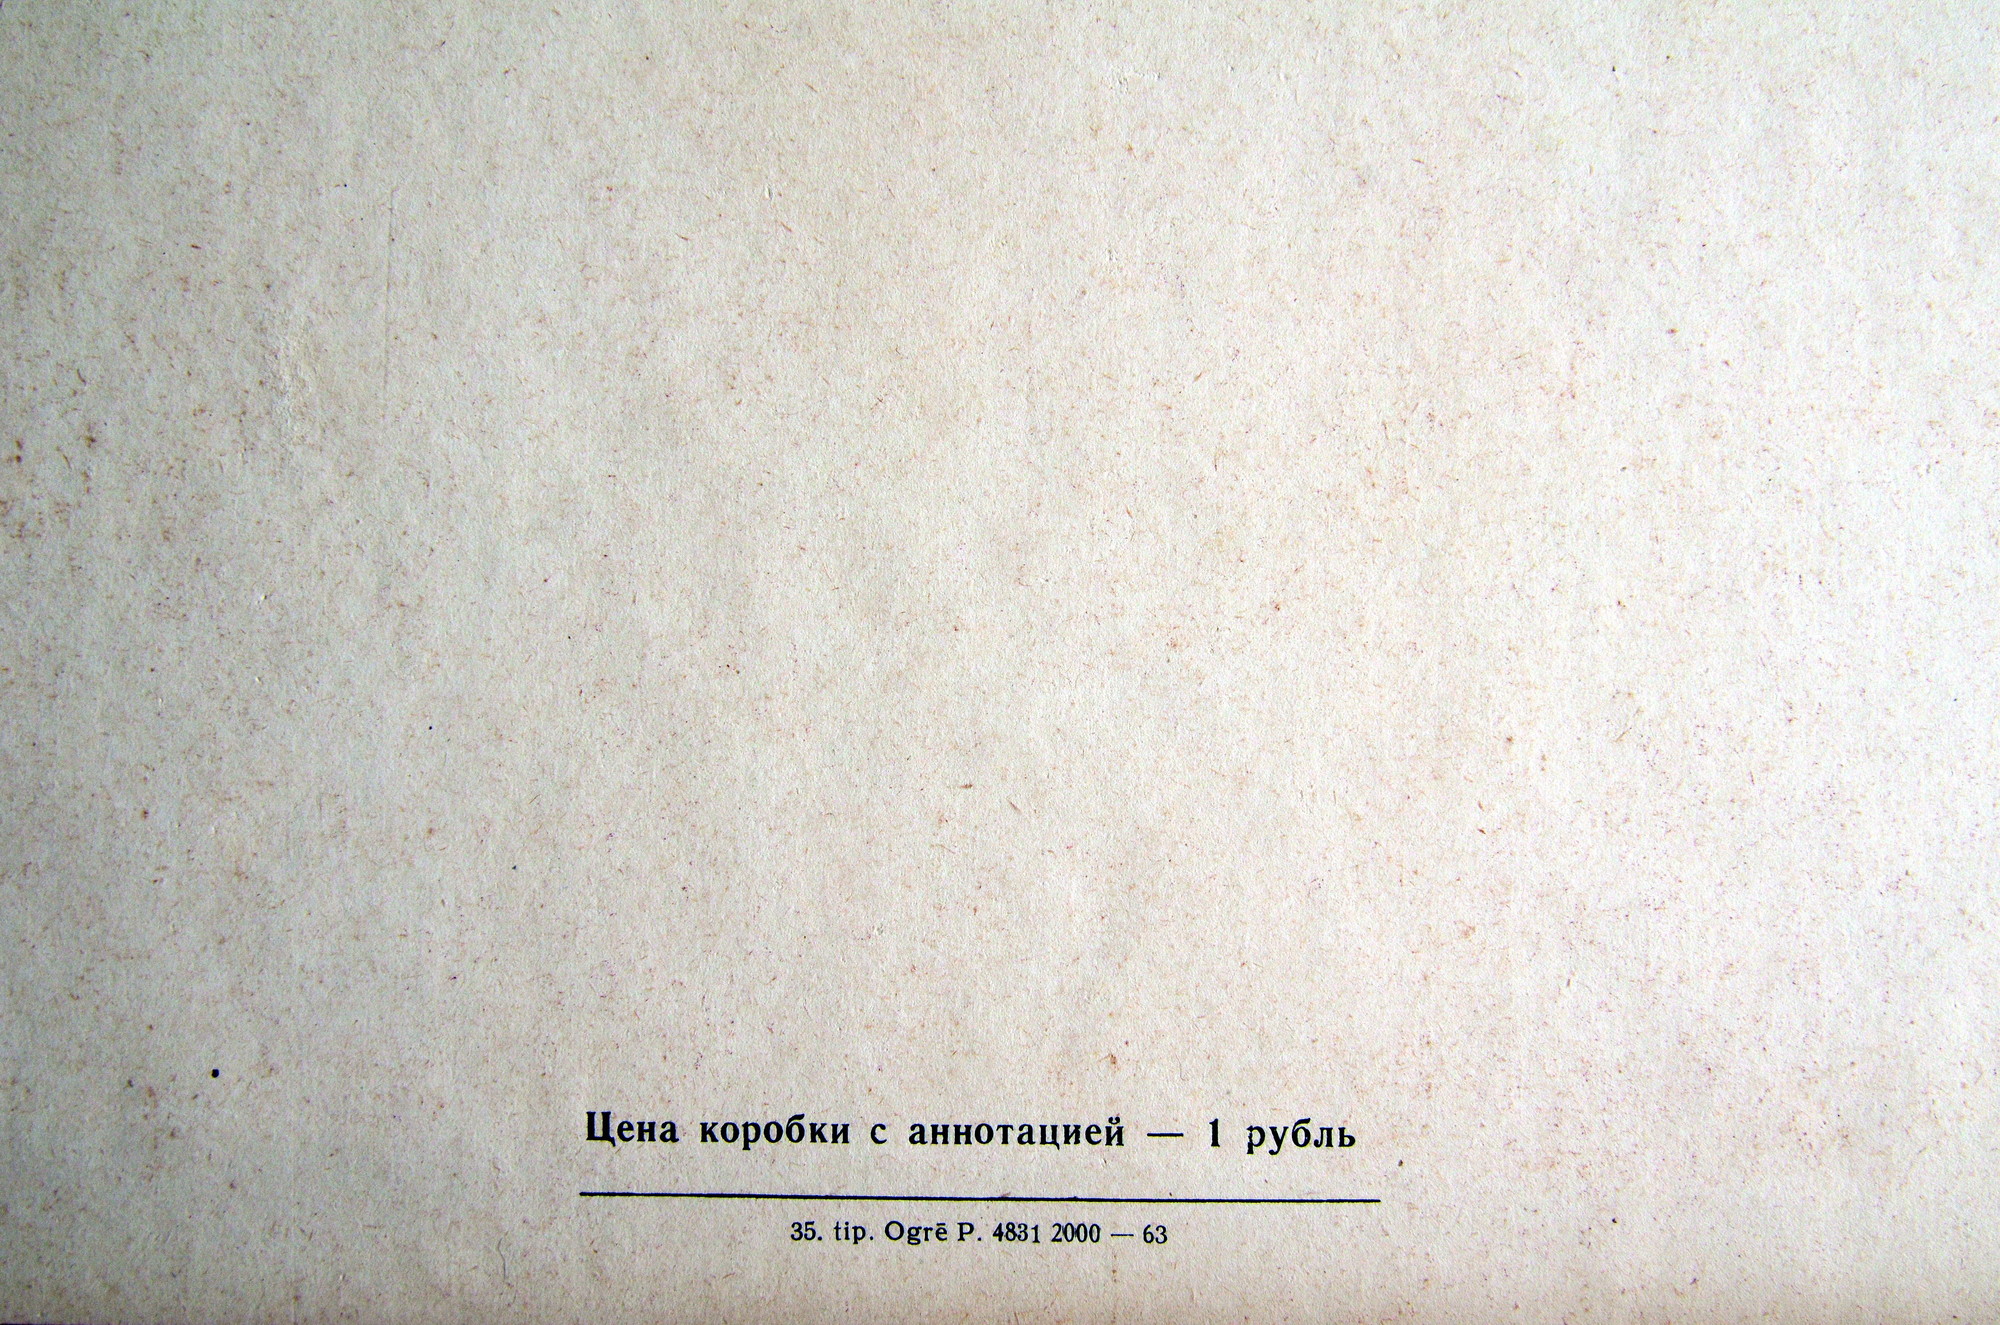 Цена коробки с аннотацией — 1 рубль
35. tip. Ogrē P. 4831 2000 — 63